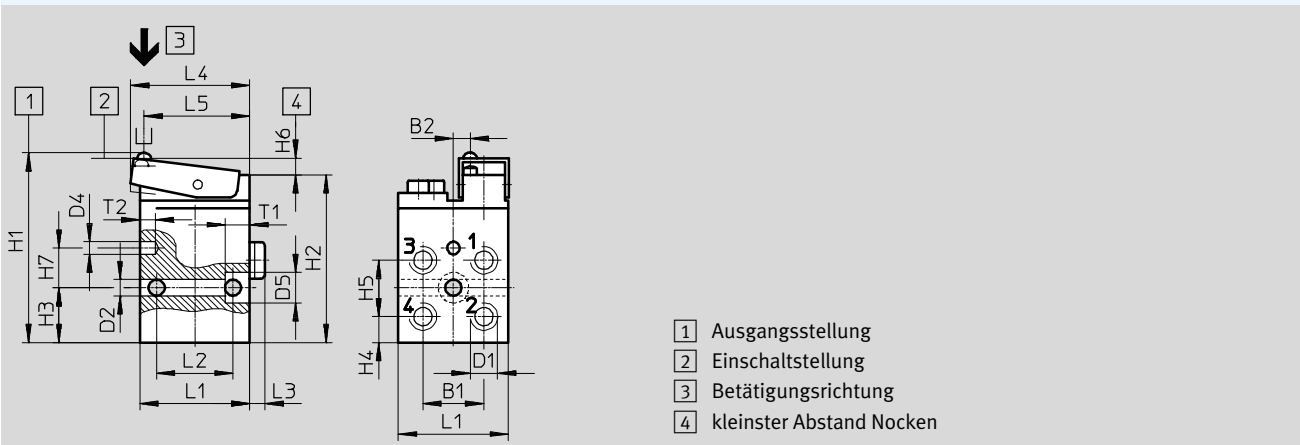 3
L4
1
2
L5
4
H6
B2
D4
T2
T1
H1
H7
H3
D2
H2
D5
L2
L1
L3
3
1
4
2
H5
H4
D1
B1
L1
1 Ausgangsstellung
2 Einschaltstellung
3 Betätigungsrichtung
4 kleinster Abstand Nocken